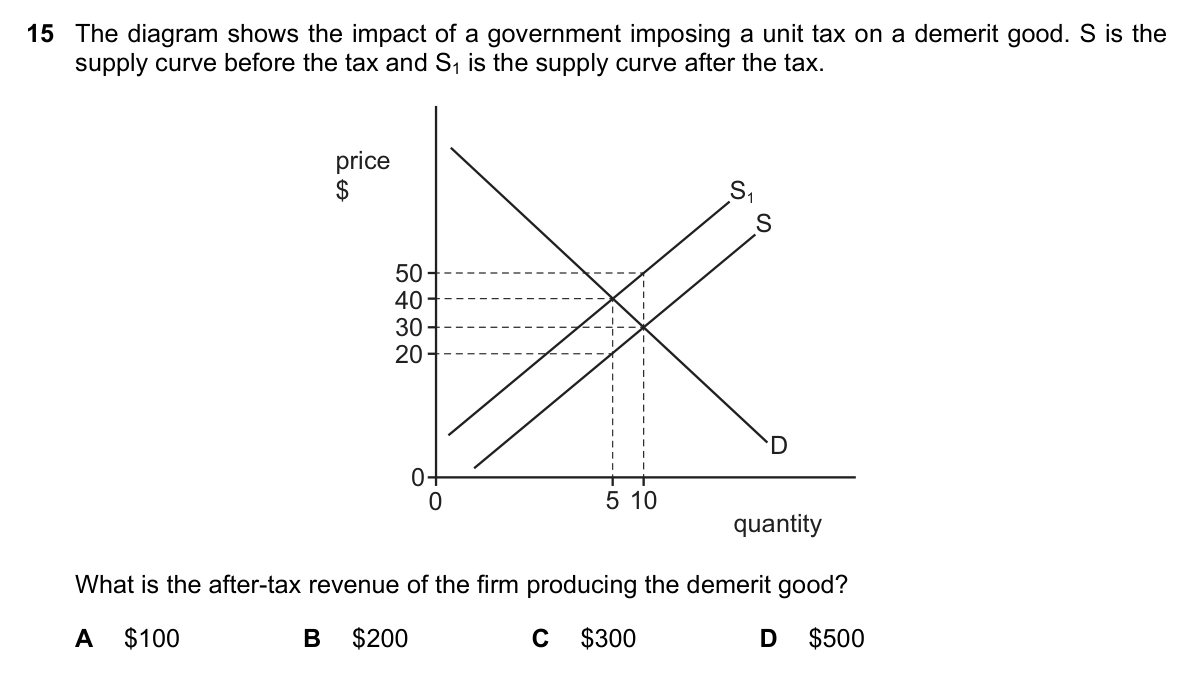 15 The diagram shows the impact of a government imposing a unit tax on a demerit good. S is the
supply curve before the tax and S₁ is the supply curve after the tax.
price
$
S₁
S
50
40
30
20
D
0
0
5 10
quantity
What is the after-tax revenue of the firm producing the demerit good?
A $100 B $200 C $300 D $500